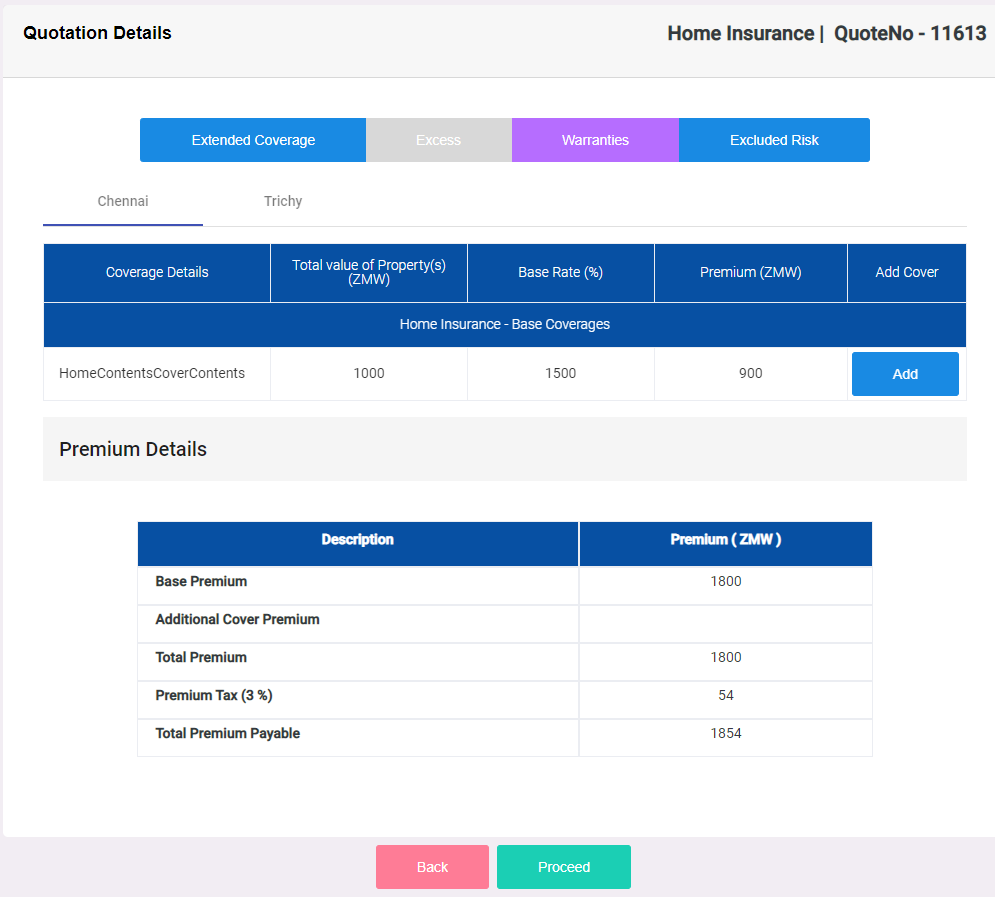 Quotation Details
Home Insurance | QuoteNo - 11613
Extended Coverage Excess Warranties Excluded Risk
Chennai Trichy
Coverage Details Total value of Property(s) (ZMW) Base Rate (%) Premium (ZMW) Add Cover
Home Insurance - Base Coverages
HomeContentsCoverContents 1000 1500 900 Add
Premium Details
Description Premium ( ZMW )
Base Premium 1800
Additional Cover Premium
Total Premium 1800
Premium Tax (3 %) 54
Total Premium Payable 1854
Back Proceed